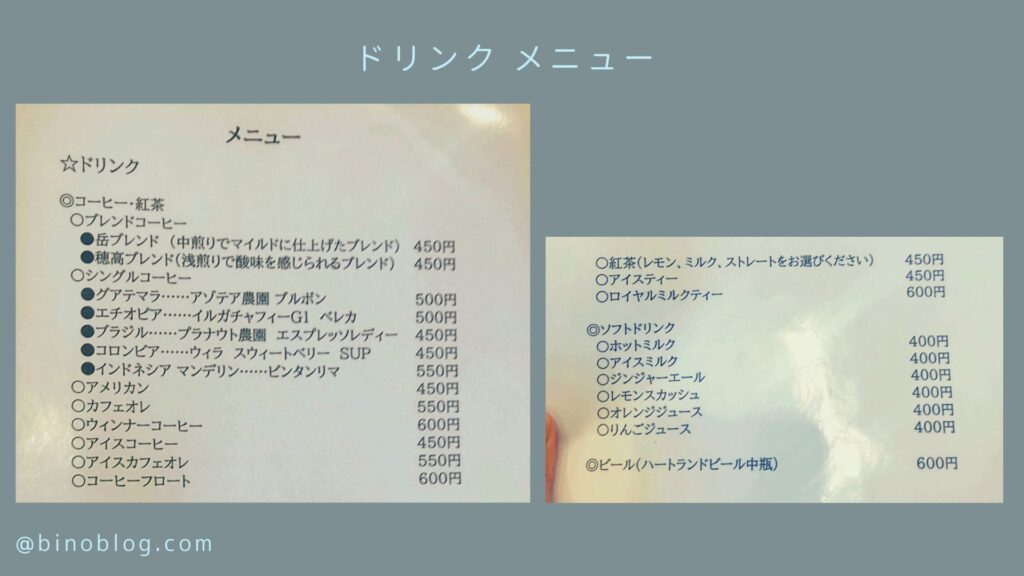 ドリンク メニュー
メニュー
☆ドリンク
◎コーヒー・紅茶
○ブレンドコーヒー
●岳ブレンド（中煎りでマイルドに仕上げたブレンド） 450円
●穂高ブレンド（浅煎りで酸味を感じられるブレンド） 450円
○シングルコーヒー
●グアテマラ……アゾテア農園 ブルボン 500円
●エチオピア……イルガチャフィーG1 ベレカ 500円
●ブラジル……プラナウト農園 エスプレッソレディー 450円
●コロンビア……ウィラ スウィートベリー SUP 450円
●インドネシア マンデリン……ビンタンリマ 550円
○アメリカン 450円
○カフェオレ 550円
○ウィンナーコーヒー 600円
○アイスコーヒー 450円
○アイスカフェオレ 550円
○コーヒーフロート 600円
○紅茶（レモン、ミルク、ストレートをお選びください） 450円
○アイスティー 450円
○ロイヤルミルクティー 600円
◎ソフトドリンク
○ホットミルク 400円
○アイスミルク 400円
○ジンジャーエール 400円
○レモンスカッシュ 400円
○オレンジジュース 400円
○りんごジュース 400円
◎ビール（ハートランドビール中瓶） 600円
@binoblog.com